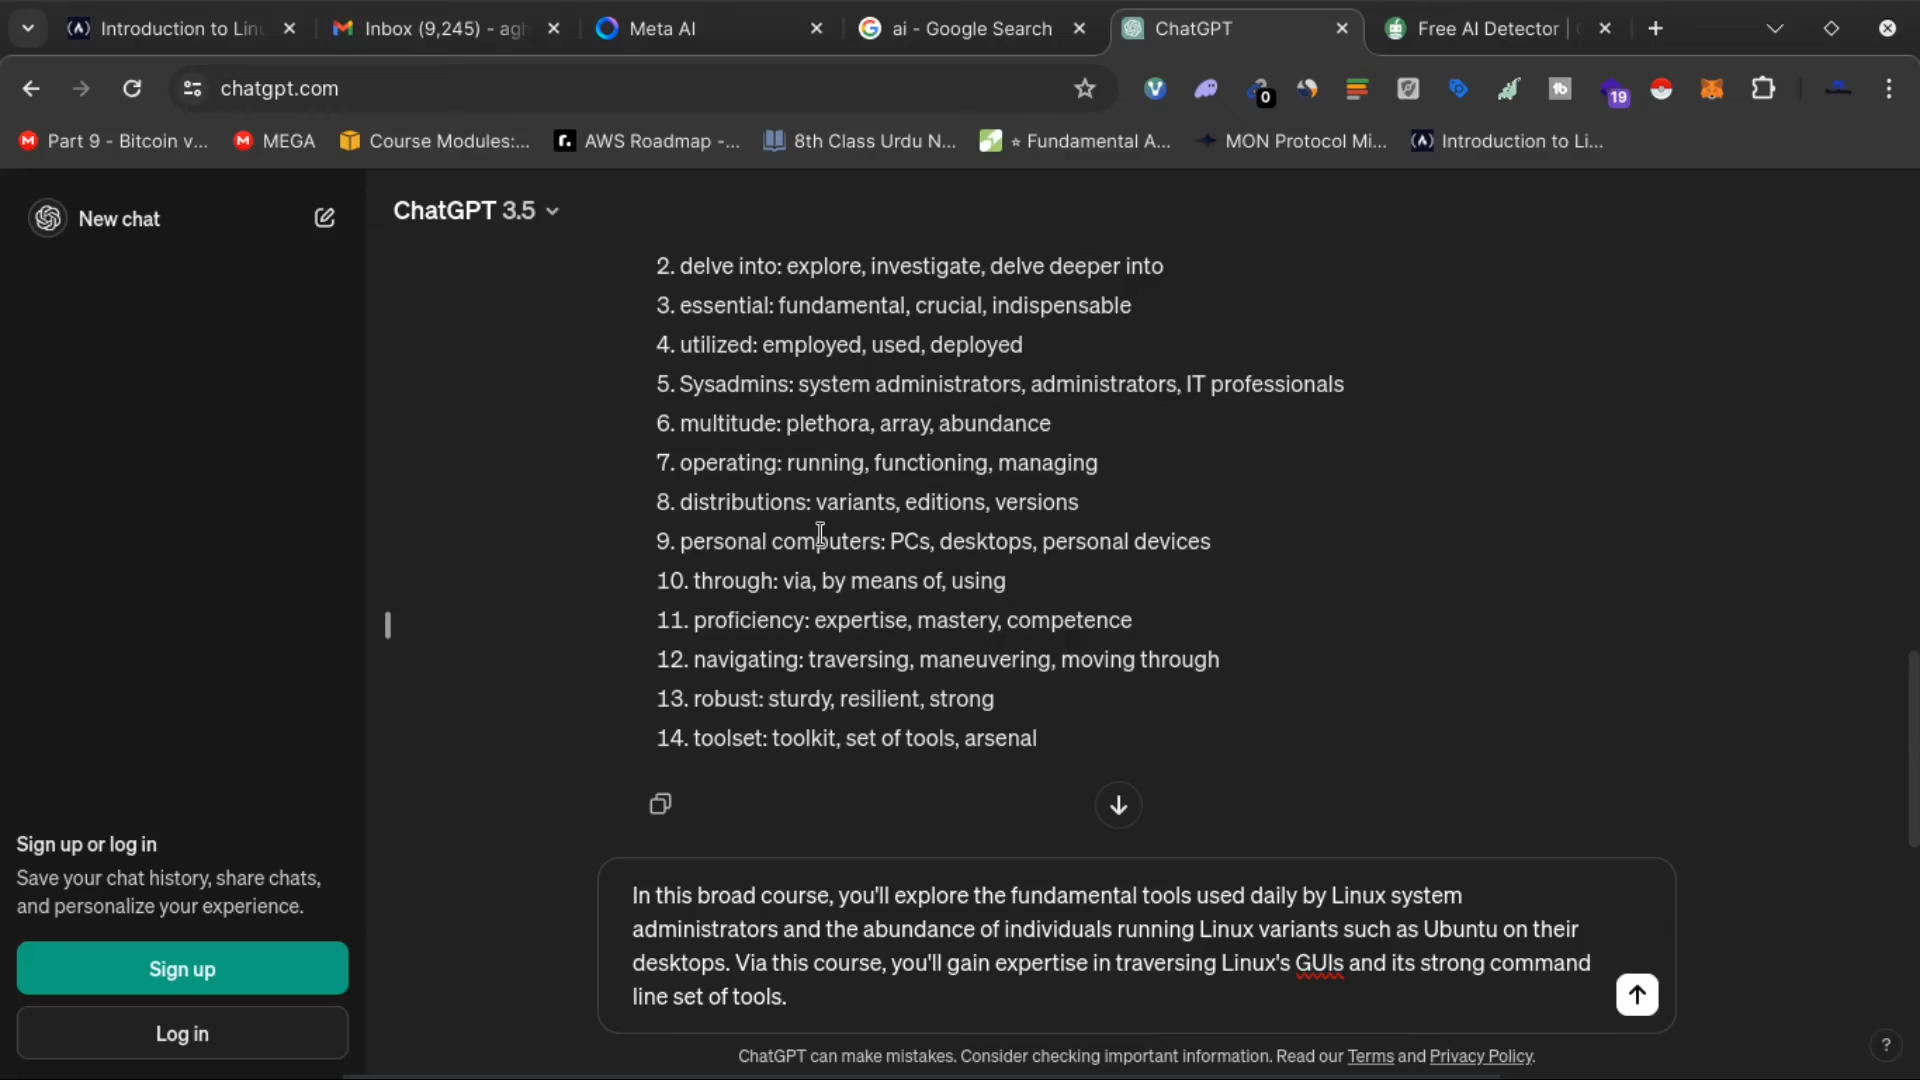 Introduction to Lin
Inbox (9,245) - agh
Meta AI
ai - Google Search
ChatGPT
Free AI Detector |
chatgpt.com
0
19
Part 9 - Bitcoin v...
MEGA
Course Modules:...
AWS Roadmap -...
8th Class Urdu N...
⭐ Fundamental A...
MON Protocol Mi...
Introduction to Li...
New chat
ChatGPT 3.5
2. delve into: explore, investigate, delve deeper into
3. essential: fundamental, crucial, indispensable
4. utilized: employed, used, deployed
5. Sysadmins: system administrators, administrators, IT professionals
6. multitude: plethora, array, abundance
7. operating: running, functioning, managing
8. distributions: variants, editions, versions
9. personal computers: PCs, desktops, personal devices
10. through: via, by means of, using
11. proficiency: expertise, mastery, competence
12. navigating: traversing, maneuvering, moving through
13. robust: sturdy, resilient, strong
14. toolset: toolkit, set of tools, arsenal
Sign up or log in
Save your chat history, share chats,
and personalize your experience.
Sign up
Log in
In this broad course, you'll explore the fundamental tools used daily by Linux system
administrators and the abundance of individuals running Linux variants such as Ubuntu on their
desktops. Via this course, you'll gain expertise in traversing Linux's GUIs and its strong command
line set of tools.
ChatGPT can make mistakes. Consider checking important information. Read our Terms and Privacy Policy.
?